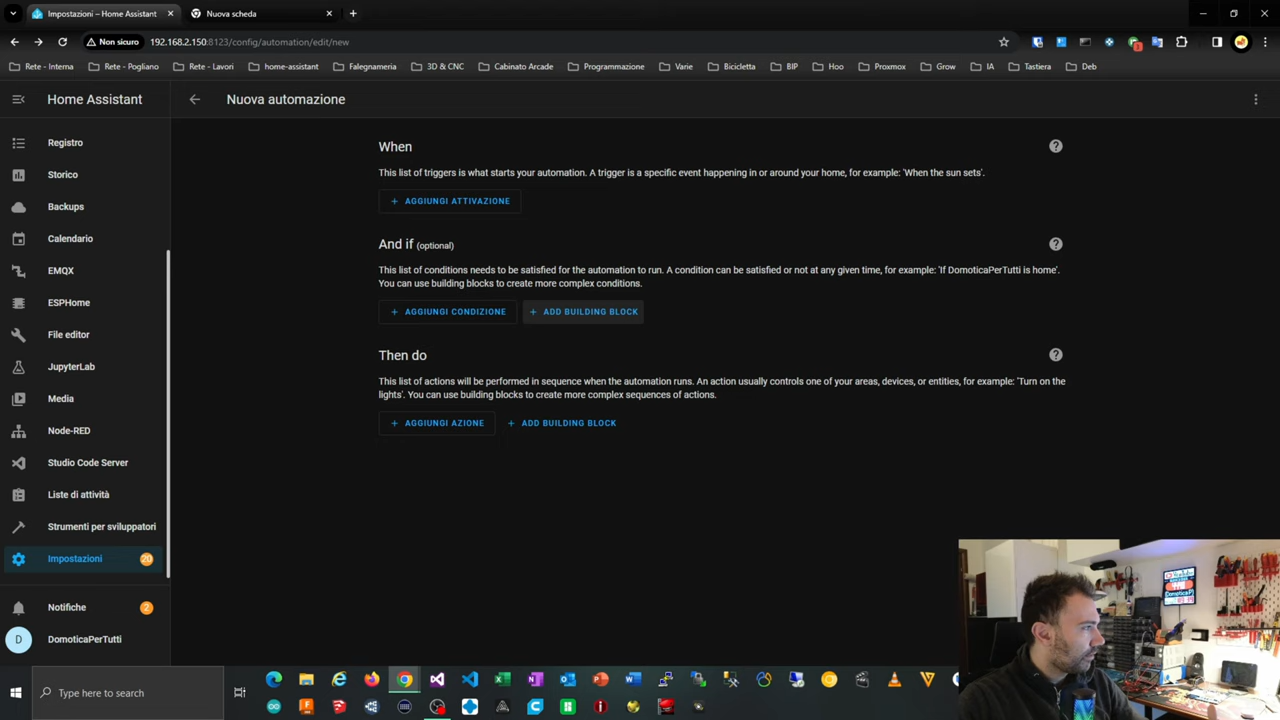 Impostazioni – Home Assistant
Nuova scheda
Non sicuro
192.168.2.150:8123/config/automation/edit/new
Rete - Interna
Rete - Pogliano
Rete - Lavori
home-assistant
Falegnameria
3D & CNC
Cabinato Arcade
Programmazione
Varie
Bicicletta
BIP
Hoo
Proxmox
Grow
IA
Tastiera
Deb
Home Assistant
Nuova automazione
Registro
Storico
Backups
Calendario
EMQX
ESPHome
File editor
JupyterLab
Media
Node-RED
Studio Code Server
Liste di attività
Strumenti per sviluppatori
Impostazioni
20
Notifiche
2
D
DomoticaPerTutti
When
This list of triggers is what starts your automation. A trigger is a specific event happening in or around your home, for example: 'When the sun sets'.
+ AGGIUNGI ATTIVAZIONE
And if (optional)
This list of conditions needs to be satisfied for the automation to run. A condition can be satisfied or not at any given time, for example: 'If DomoticaPerTutti is home'.
You can use building blocks to create more complex conditions.
+ AGGIUNGI CONDIZIONE
+ ADD BUILDING BLOCK
Then do
This list of actions will be performed in sequence when the automation runs. An action usually controls one of your areas, devices, or entities, for example: 'Turn on the
lights'. You can use building blocks to create more complex sequences of actions.
+ AGGIUNGI AZIONE
+ ADD BUILDING BLOCK
Type here to search